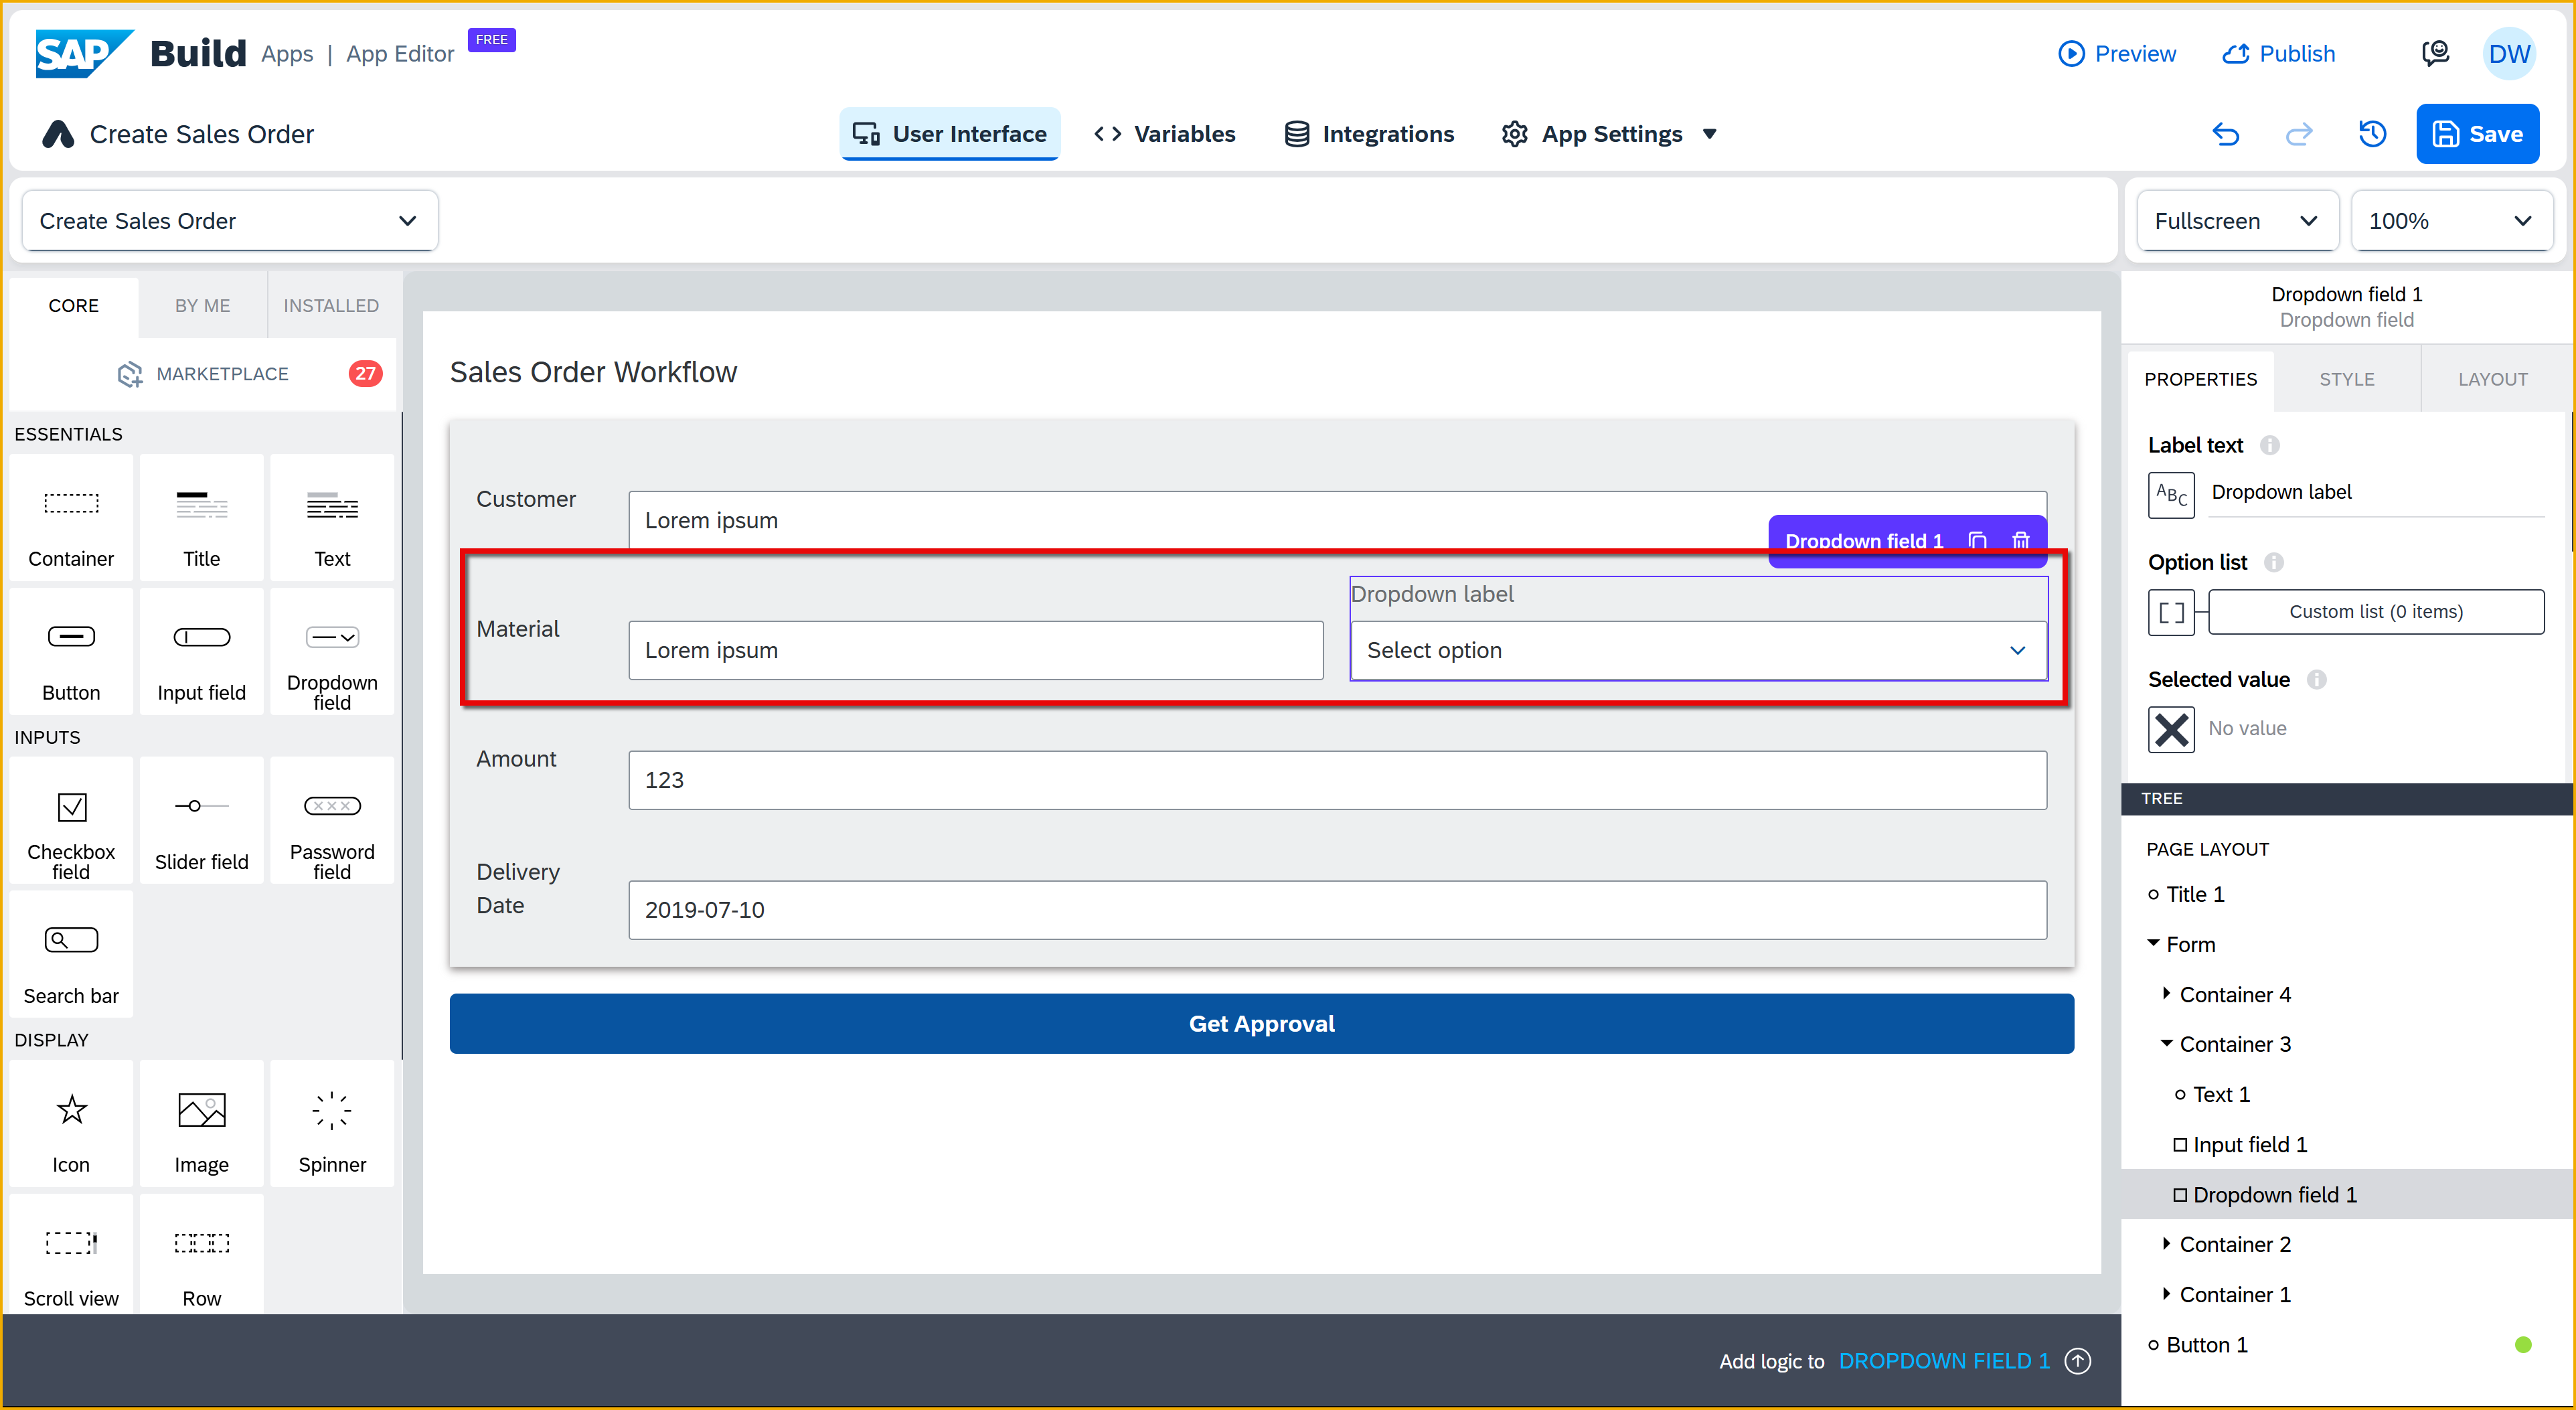 SAP Build Apps | App Editor FREE
Preview
Publish
DW
Create Sales Order
User Interface
Variables
Integrations
App Settings
Save
Create Sales Order
Fullscreen
100%
CORE
BY ME
INSTALLED
MARKETPLACE 27
ESSENTIALS
Container
Title
Text
Button
Input field
Dropdown
field
INPUTS
Checkbox
field
Slider field
Password
field
Search bar
DISPLAY
Icon
Image
Spinner
Scroll view
Row
Sales Order Workflow
Customer
Lorem ipsum
Dropdown field 1
Material
Lorem ipsum
Dropdown label
Select option
Amount
123
Delivery
Date
2019-07-10
Get Approval
Add logic to DROPDOWN FIELD 1
Dropdown field 1
Dropdown field
PROPERTIES
STYLE
LAYOUT
Label text
ABC
Dropdown label
Option list
Custom list (0 items)
Selected value
No value
TREE
PAGE LAYOUT
Title 1
Form
Container 4
Container 3
Text 1
Input field 1
Dropdown field 1
Container 2
Container 1
Button 1